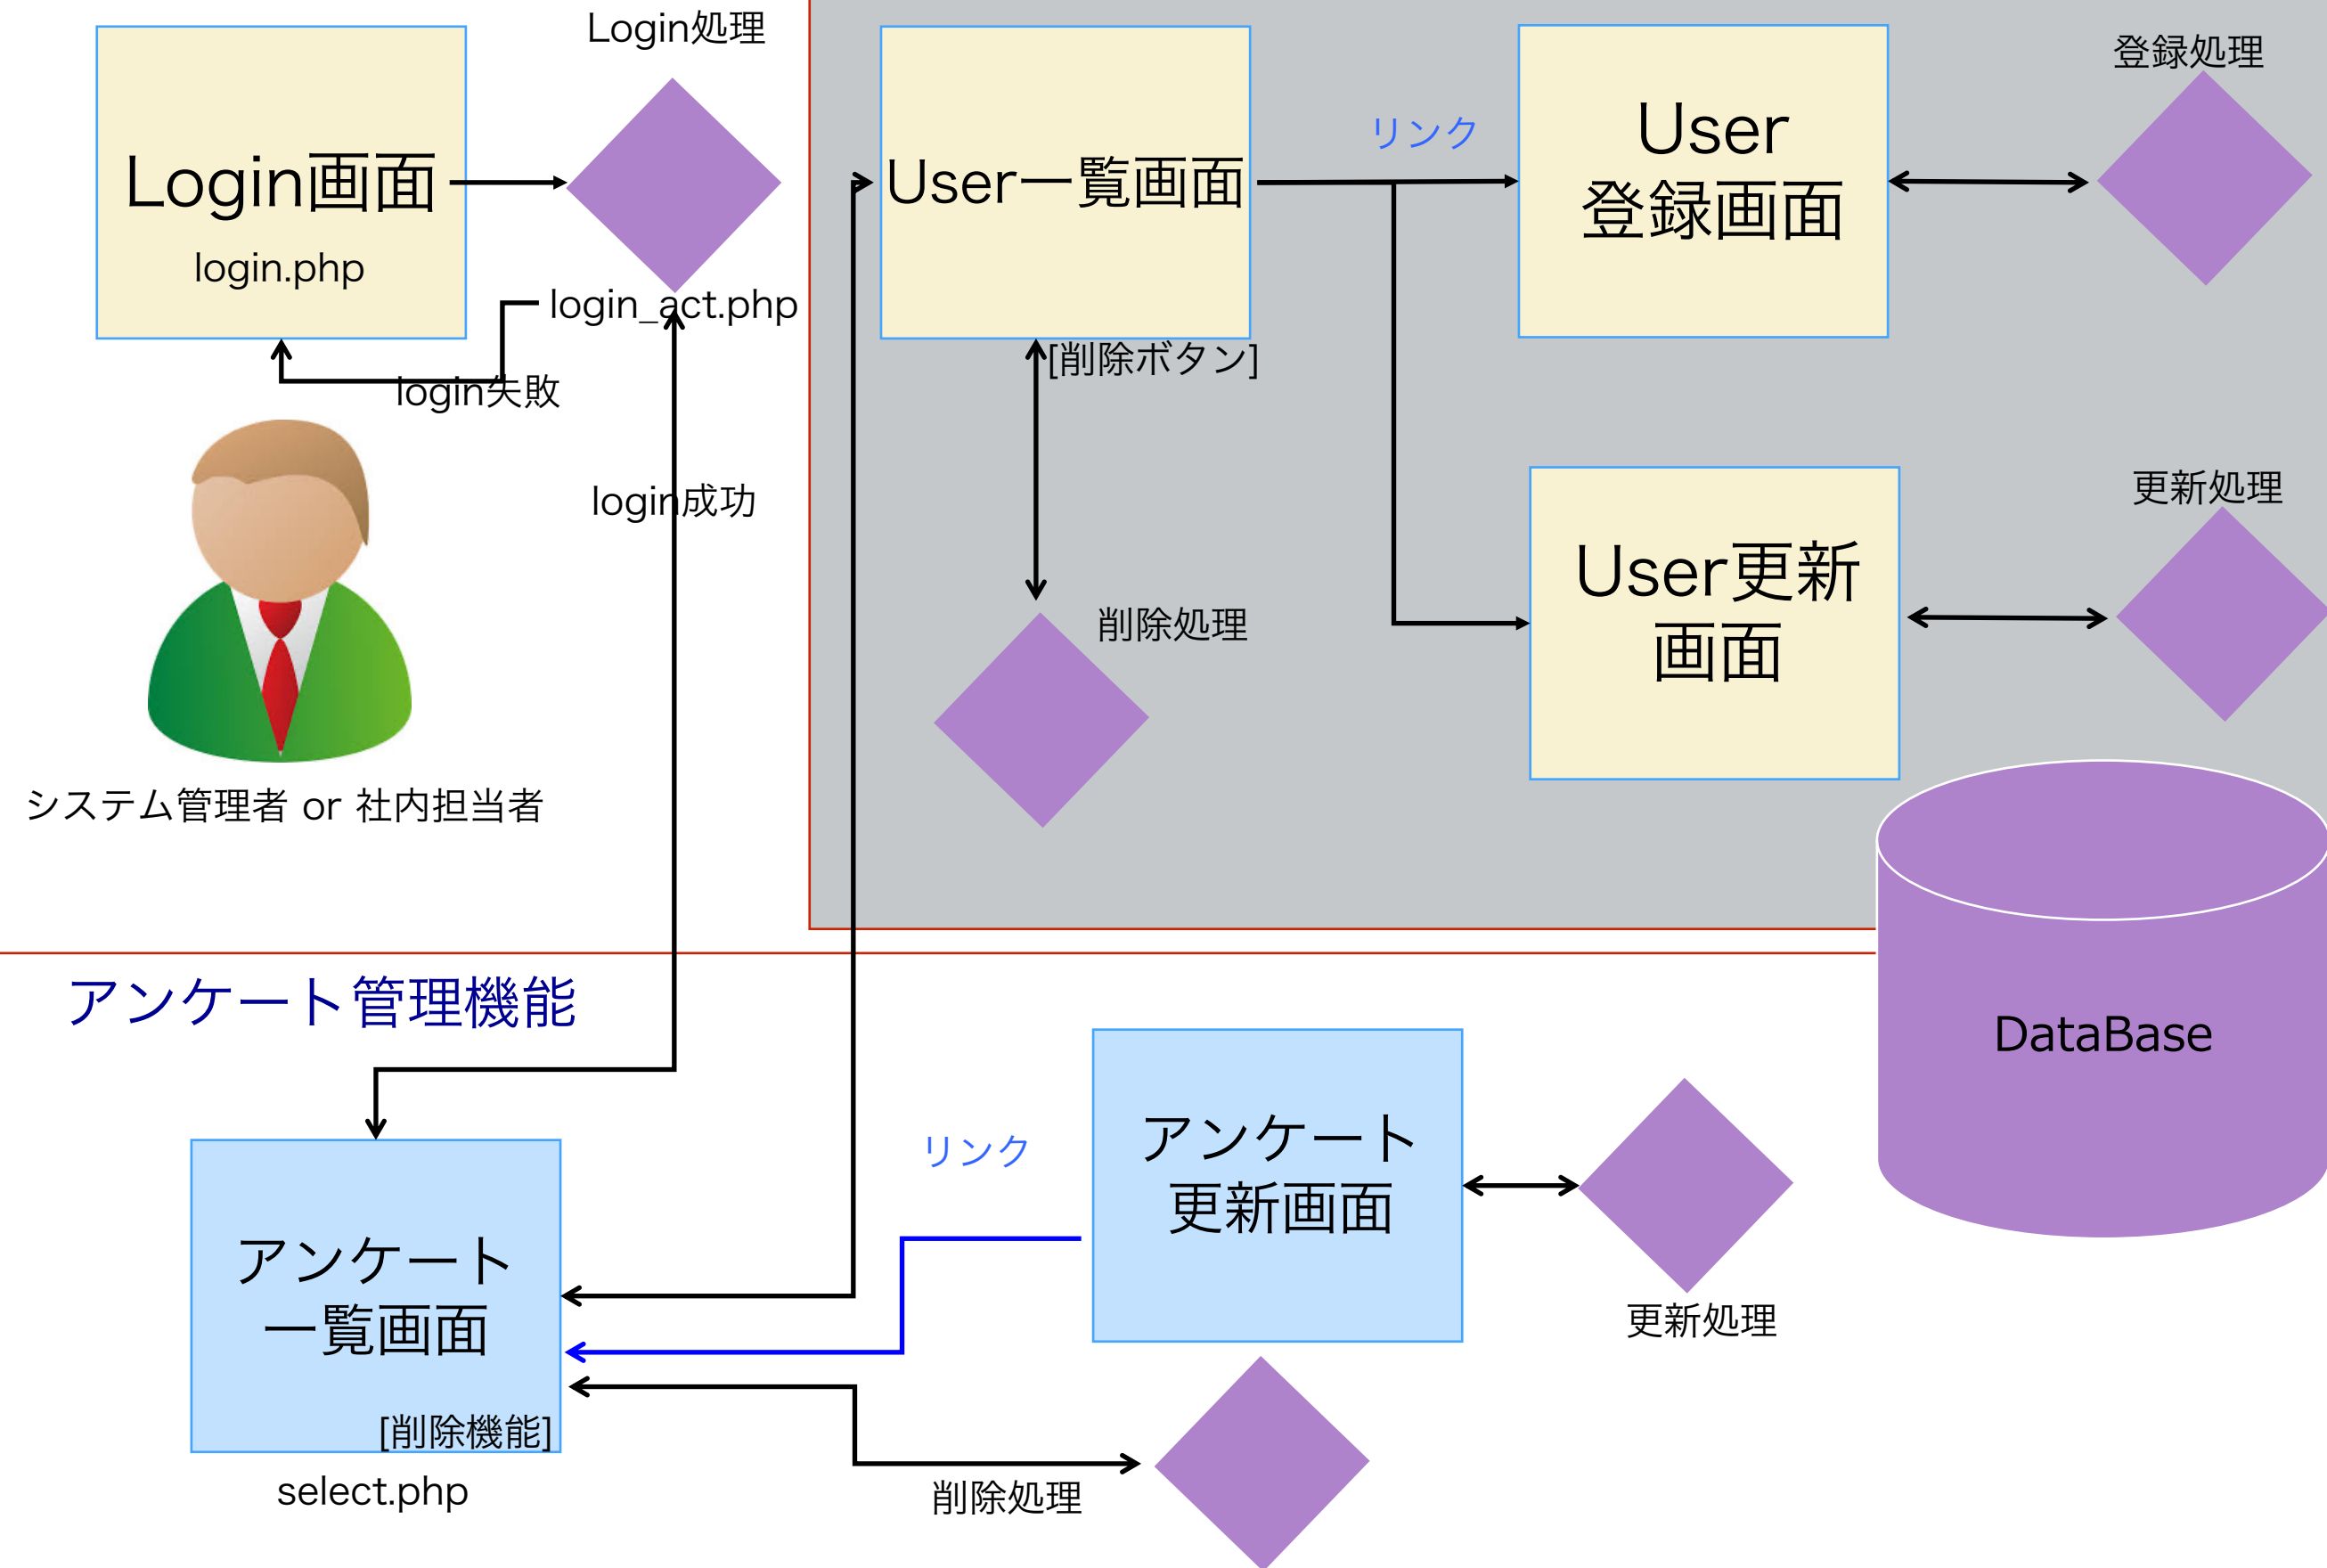 Login処理
Login画面
login.php
login_act.php
login失敗
login成功
システム管理者 or 社内担当者
User一覧画面
[削除ボタン]
削除処理
リンク
User
登録画面
登録処理
User更新
画面
更新処理
DataBase
アンケート管理機能
アンケート
一覧画面
[削除機能]
select.php
リンク
アンケート
更新画面
更新処理
削除処理